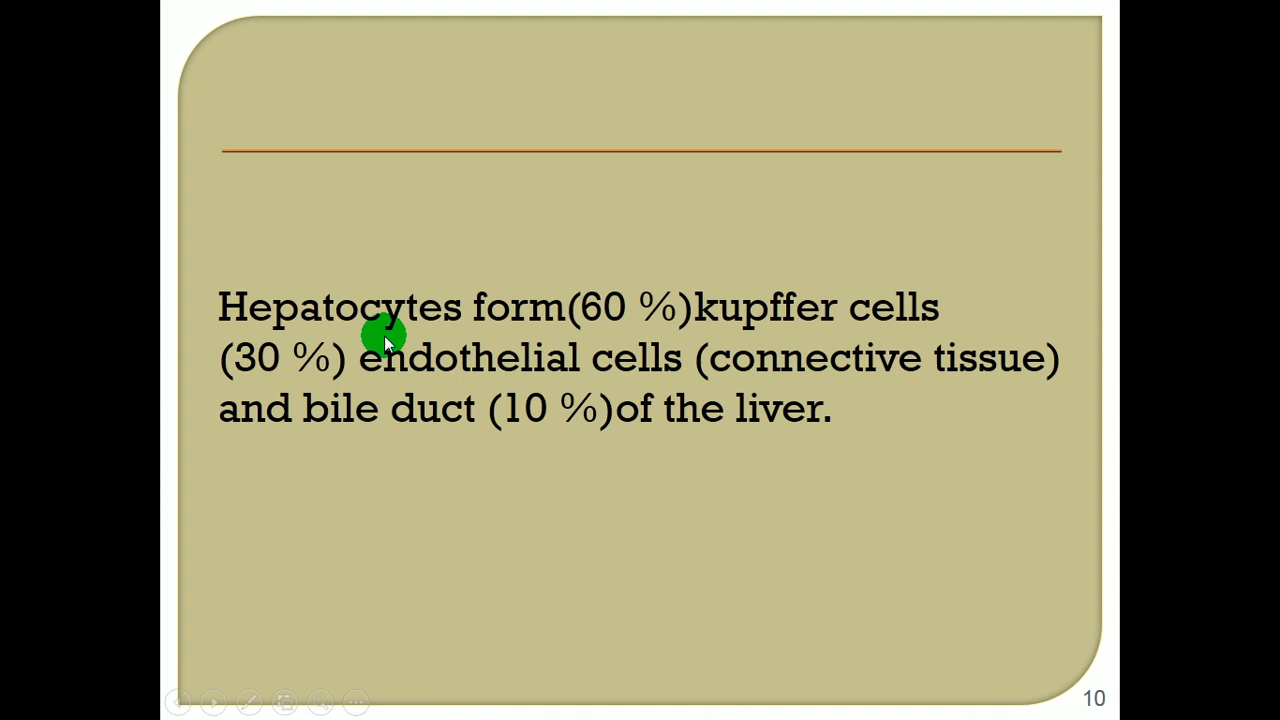 Hepatocytes form(60 %)kupffer cells
(30 %) endothelial cells (connective tissue)
and bile duct (10 %)of the liver.
10